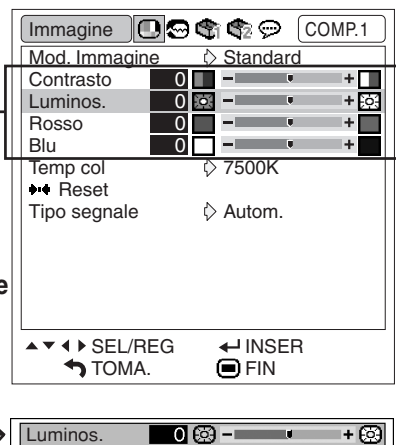 Immagine COMP.1
Mod. Immagine Standard
Contrasto 0 - +
Luminos. 0 - +
Rosso 0 - +
Blu 0 - +
Temp col 7500K
Reset
Tipo segnale Autom.
e
SEL/REG INSER
TOMA. FIN
Luminos. 0 - +